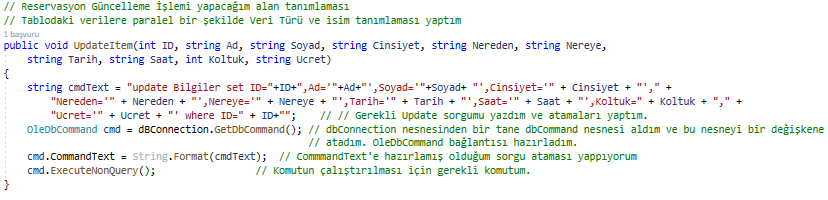 // Reservasyon Güncelleme İşlemi yapacağım alan tanımlaması
// Tablodaki verilere paralel bir şekilde Veri Türü ve isim tanımlaması yaptım
1 başvuru
public void UpdateItem(int ID, string Ad, string Soyad, string Cinsiyet, string Nereden, string Nereye,
string Tarih, string Saat, int Koltuk, string Ucret)
{
string cmdText = "update Bilgiler set ID="+ID+",Ad='"+Ad+"',Soyad='"+Soyad+ "',Cinsiyet='" + Cinsiyet + "'," +
"Nereden='" + Nereden + "',Nereye='" + Nereye + "',Tarih='" + Tarih + "',Saat='" + Saat + "',Koltuk=" + Koltuk + "," +
"Ucret='" + Ucret + "' where ID=" + ID+""; // // Gerekli Update sorgumu yazdım ve atamaları yaptım.
OleDbCommand cmd = dBConnection.GetDbCommand(); // dbConnection nesnesinden bir tane dbCommand nesnesi aldım ve bu nesneyi bir değişkene
// atadım. OleDbCommand bağlantısı hazırladım.
cmd.CommandText = String.Format(cmdText); // CommmandText'e hazırlamış olduğum sorgu ataması yappıyorum
cmd.ExecuteNonQuery(); // Komutun çalıştırılması için gerekli komutum.
}